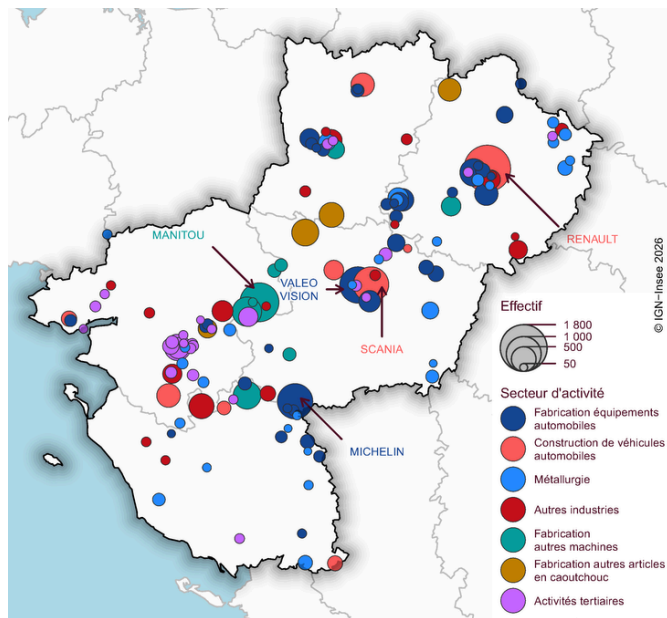 MANITOU
VALEO
VISION
RENAULT
SCANIA
MICHELIN
© IGN-Insee 2026
Effectif
1 800
1 000
500
50
Secteur d'activité
Fabrication équipements
automobiles
Construction de véhicules
automobiles
Métallurgie
Autres industries
Fabrication
autres machines
Fabrication autres articles
en caoutchouc
Activités tertiaires